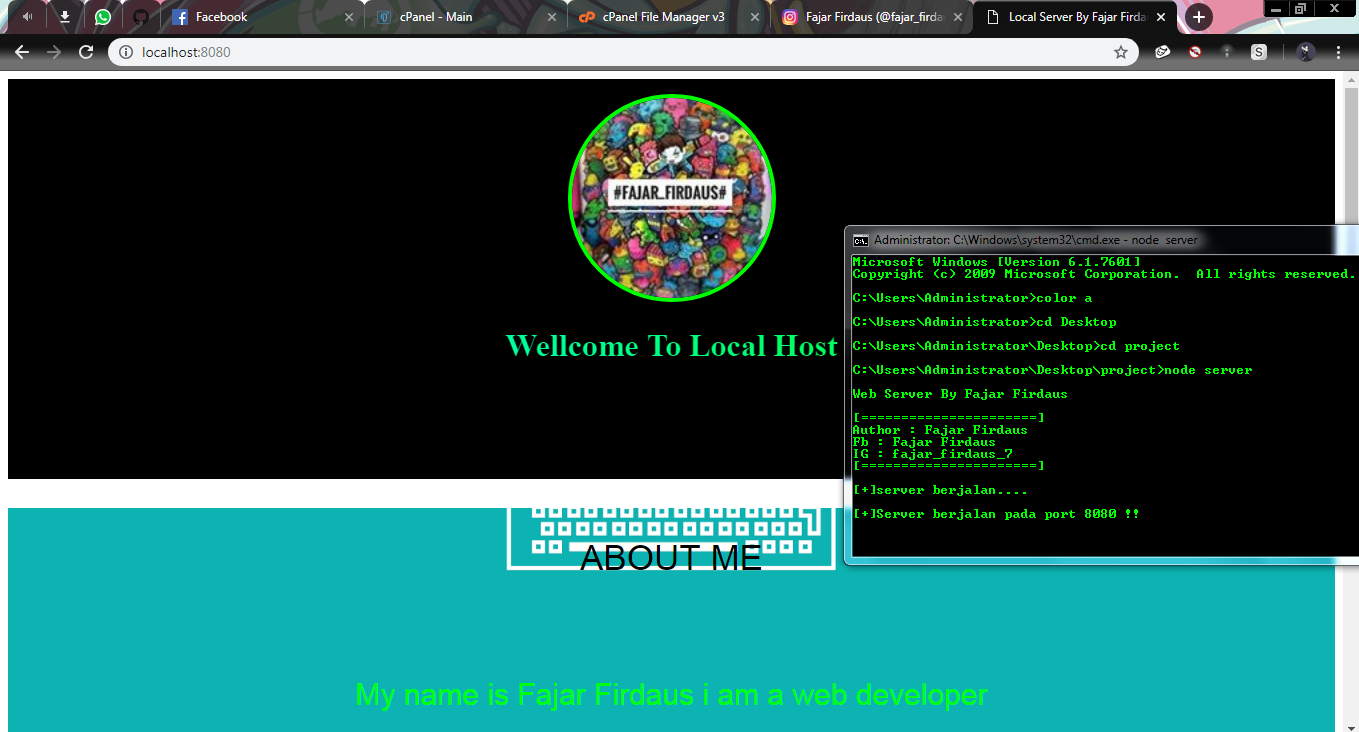 Facebook
cPanel - Main
cPanel File Manager v3
Fajar Firdaus (@fajar_firda
Local Server By Fajar Firda
localhost:8080
S
#FAJAR_FIRDAUS#
Wellcome To Local Host
Administrator: C:\Windows\system32\cmd.exe - node server
Microsoft Windows [Version 6.1.7601]
Copyright (c) 2009 Microsoft Corporation. All rights reserved.
C:\Users\Administrator>color a
C:\Users\Administrator>cd Desktop
C:\Users\Administrator\Desktop>cd project
C:\Users\Administrator\Desktop\project>node server
Web Server By Fajar Firdaus
[======================]
Author : Fajar Firdaus
Fb : Fajar Firdaus
IG : fajar_firdaus_7
[======================]
[+]server berjalan....
[+]Server berjalan pada port 8080 !!
ABOUT ME
My name is Fajar Firdaus i am a web developer